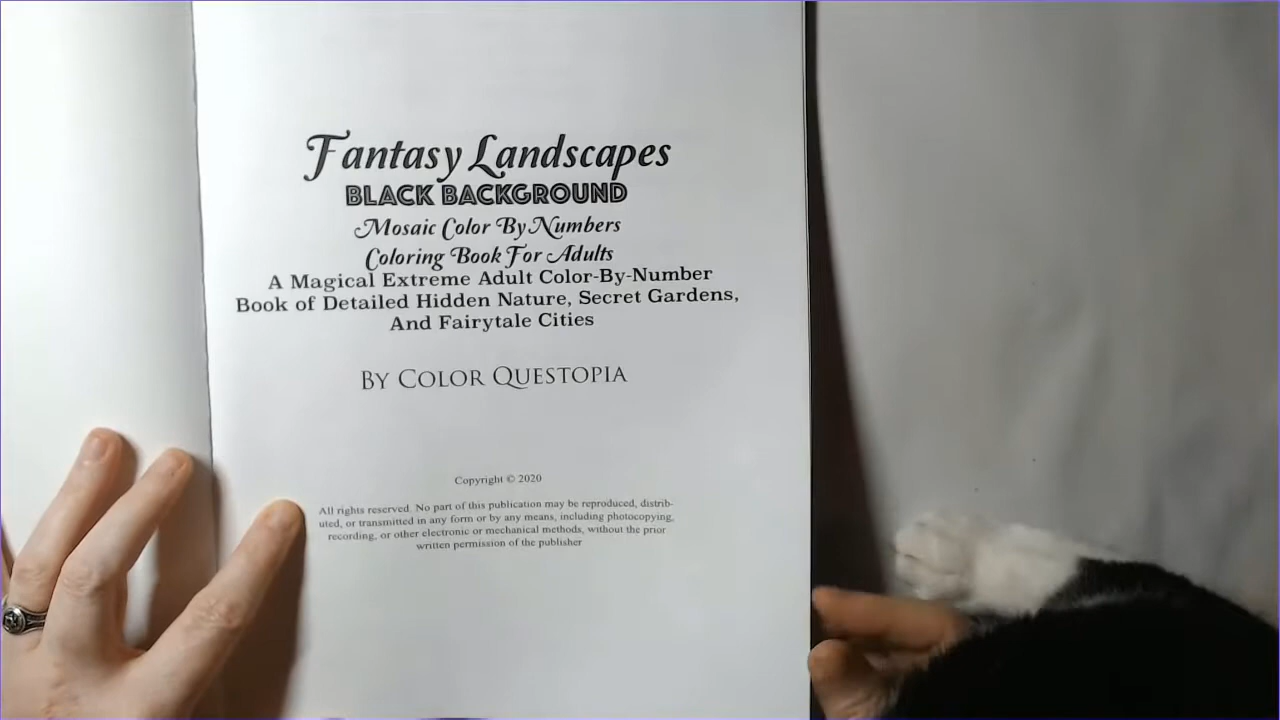 Fantasy Landscapes
BLACK BACKGROUND
Mosaic Color By Numbers
Coloring Book For Adults
A Magical Extreme Adult Color-By-Number
Book of Detailed Hidden Nature, Secret Gardens,
And Fairytale Cities
BY COLOR QUESTOPIA
Copyright © 2020
All rights reserved. No part of this publication may be reproduced, distrib-
uted, or transmitted in any form or by any means, including photocopying,
recording, or other electronic or mechanical methods, without the prior
written permission of the publisher